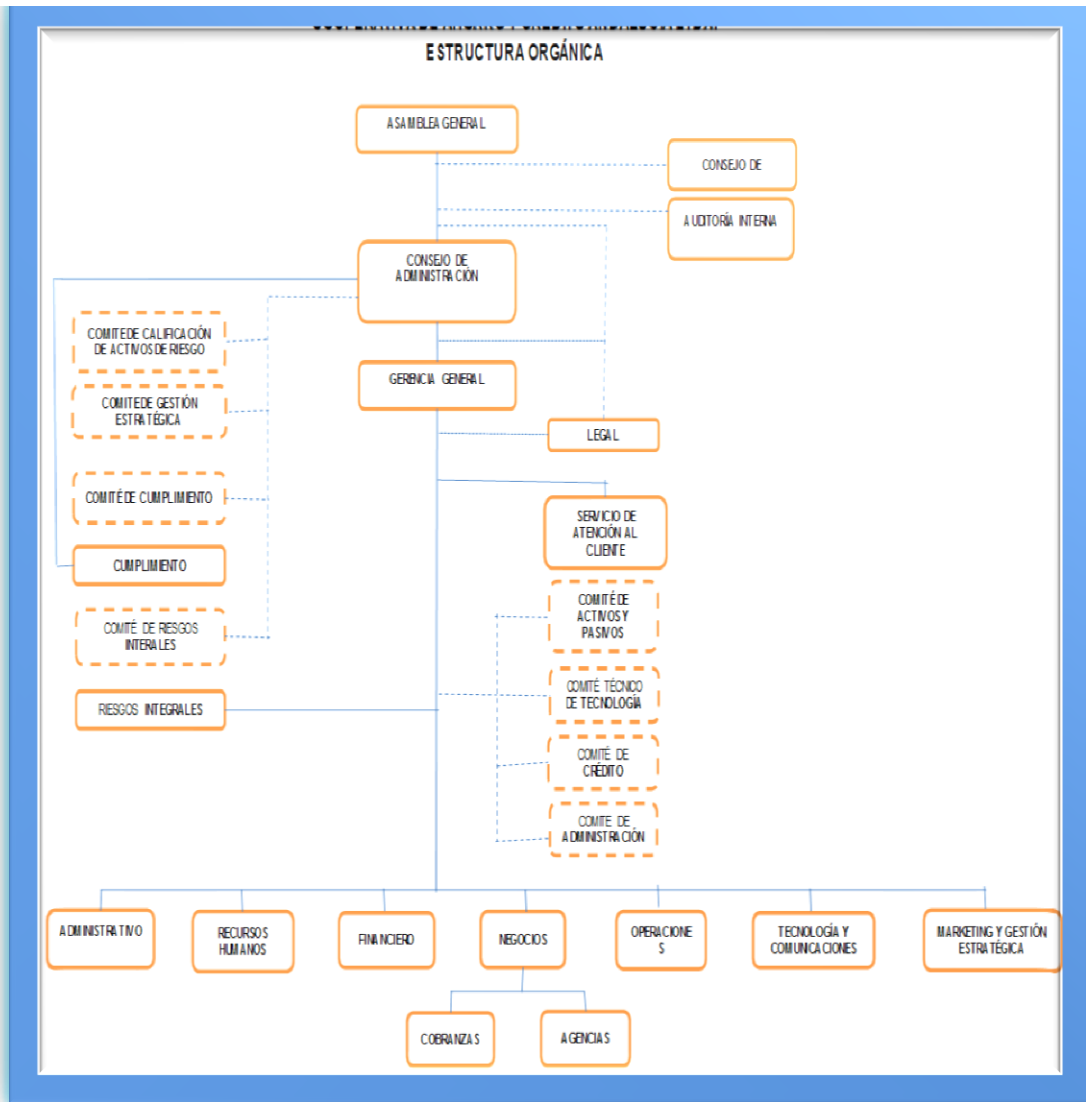 ESTRUCTURA ORGÁNICA
ASAMBLEA GENERAL
CONSEJO DE
AUDITORÍA INTERNA
CONSEJO DE
ADMINISTRACIÓN
COMITE DE CALIFICACIÓN
DE ACTIVOS DE RIESGO
GERENCIA GENERAL
COMITE DE GESTIÓN
ESTRATÉGICA
LEGAL
COMITÉ DE CUMPLIMIENTO
SERVICIO DE
ATENCIÓN AL
CLIENTE
CUMPLIMIENTO
COMITÉ DE
ACTIVOS Y
PASIVOS
COMITÉ DE RIESGOS
INTERALES
COMITÉ TÉCNICO
DE TECNOLOGÍA
RIESGOS INTEGRALES
COMITÉ DE
CRÉDITO
COMITE DE
ADMINISTRACIÓN
ADMINISTRATIVO
RECURSOS
HUMANOS
FINANCIERO
NEGOCIOS
OPERACIONE
S
TECNOLOGÍA Y
COMUNICACIONES
MARKETING Y GESTIÓN
ESTRATÉGICA
COBRANZAS
AGENCIAS